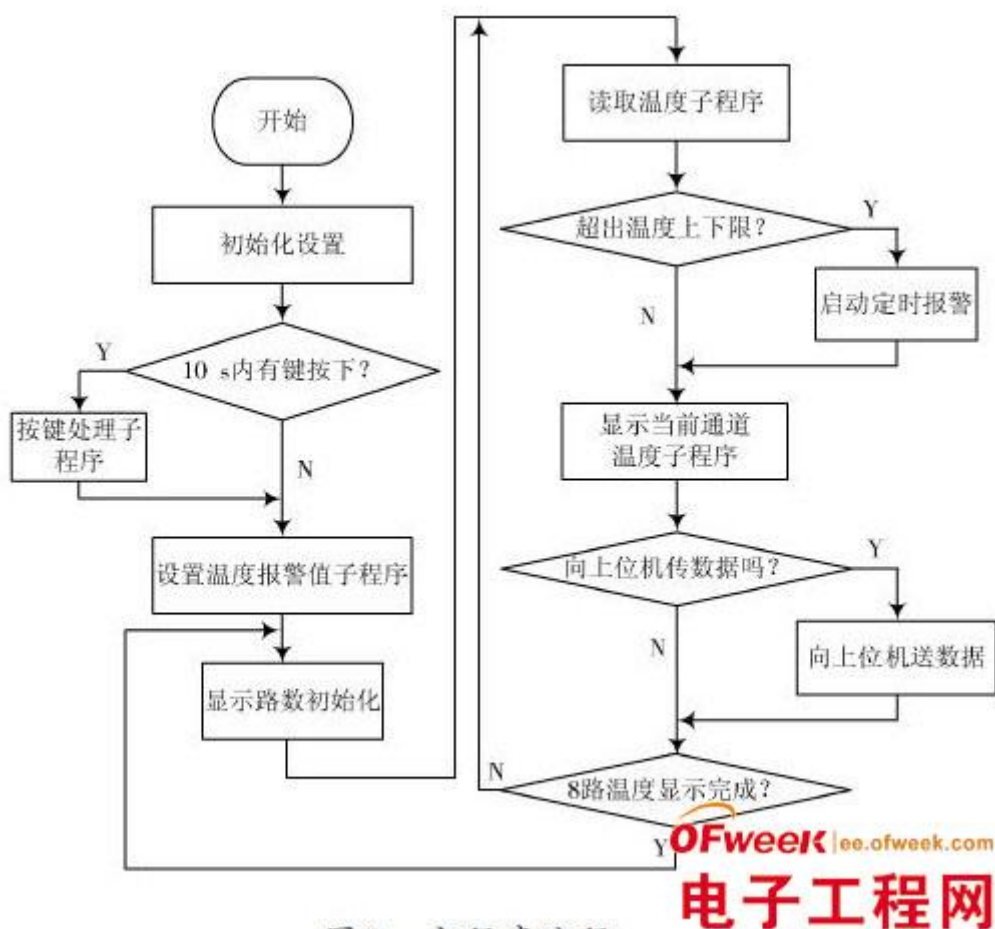 开始
初始化设置
Y
10 s内有键按下?
按键处理子
程序
N
设置温度报警值子程序
显示路数初始化
读取温度子程序
超出温度上下限?
Y
启动定时报警
N
显示当前通道
温度子程序
向上位机传数据吗?
Y
向上位机送数据
N
8路温度显示完成?
N
Y
OFweek ee.ofweek.com
电子工程网